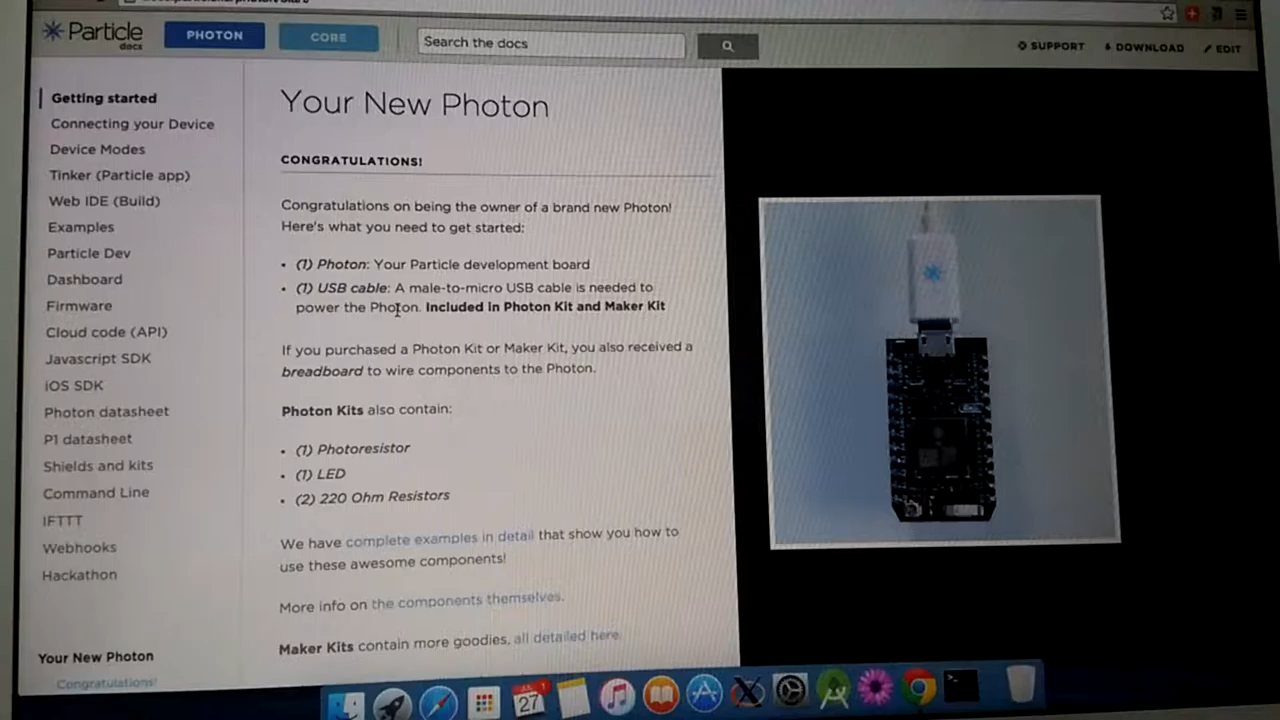 Particle
docs
PHOTON
CORE
Search the docs
SUPPORT
DOWNLOAD
EDIT
Getting started
Connecting your Device
Device Modes
Tinker (Particle app)
Web IDE (Build)
Examples
Particle Dev
Dashboard
Firmware
Cloud code (API)
Javascript SDK
iOS SDK
Photon datasheet
P1 datasheet
Shields and kits
Command Line
IFTTT
Webhooks
Hackathon
Your New Photon
Congratulations!
Your New Photon
CONGRATULATIONS!
Congratulations on being the owner of a brand new Photon!
Here's what you need to get started:
• (1) Photon: Your Particle development board
• (1) USB cable: A male-to-micro USB cable is needed to
power the Photon. Included in Photon Kit and Maker Kit
If you purchased a Photon Kit or Maker Kit, you also received a
breadboard to wire components to the Photon.
Photon Kits also contain:
• (1) Photoresistor
• (1) LED
• (2) 220 Ohm Resistors
We have complete examples in detail that show you how to
use these awesome components!
More info on the components themselves.
Maker Kits contain more goodies, all detailed here.
27